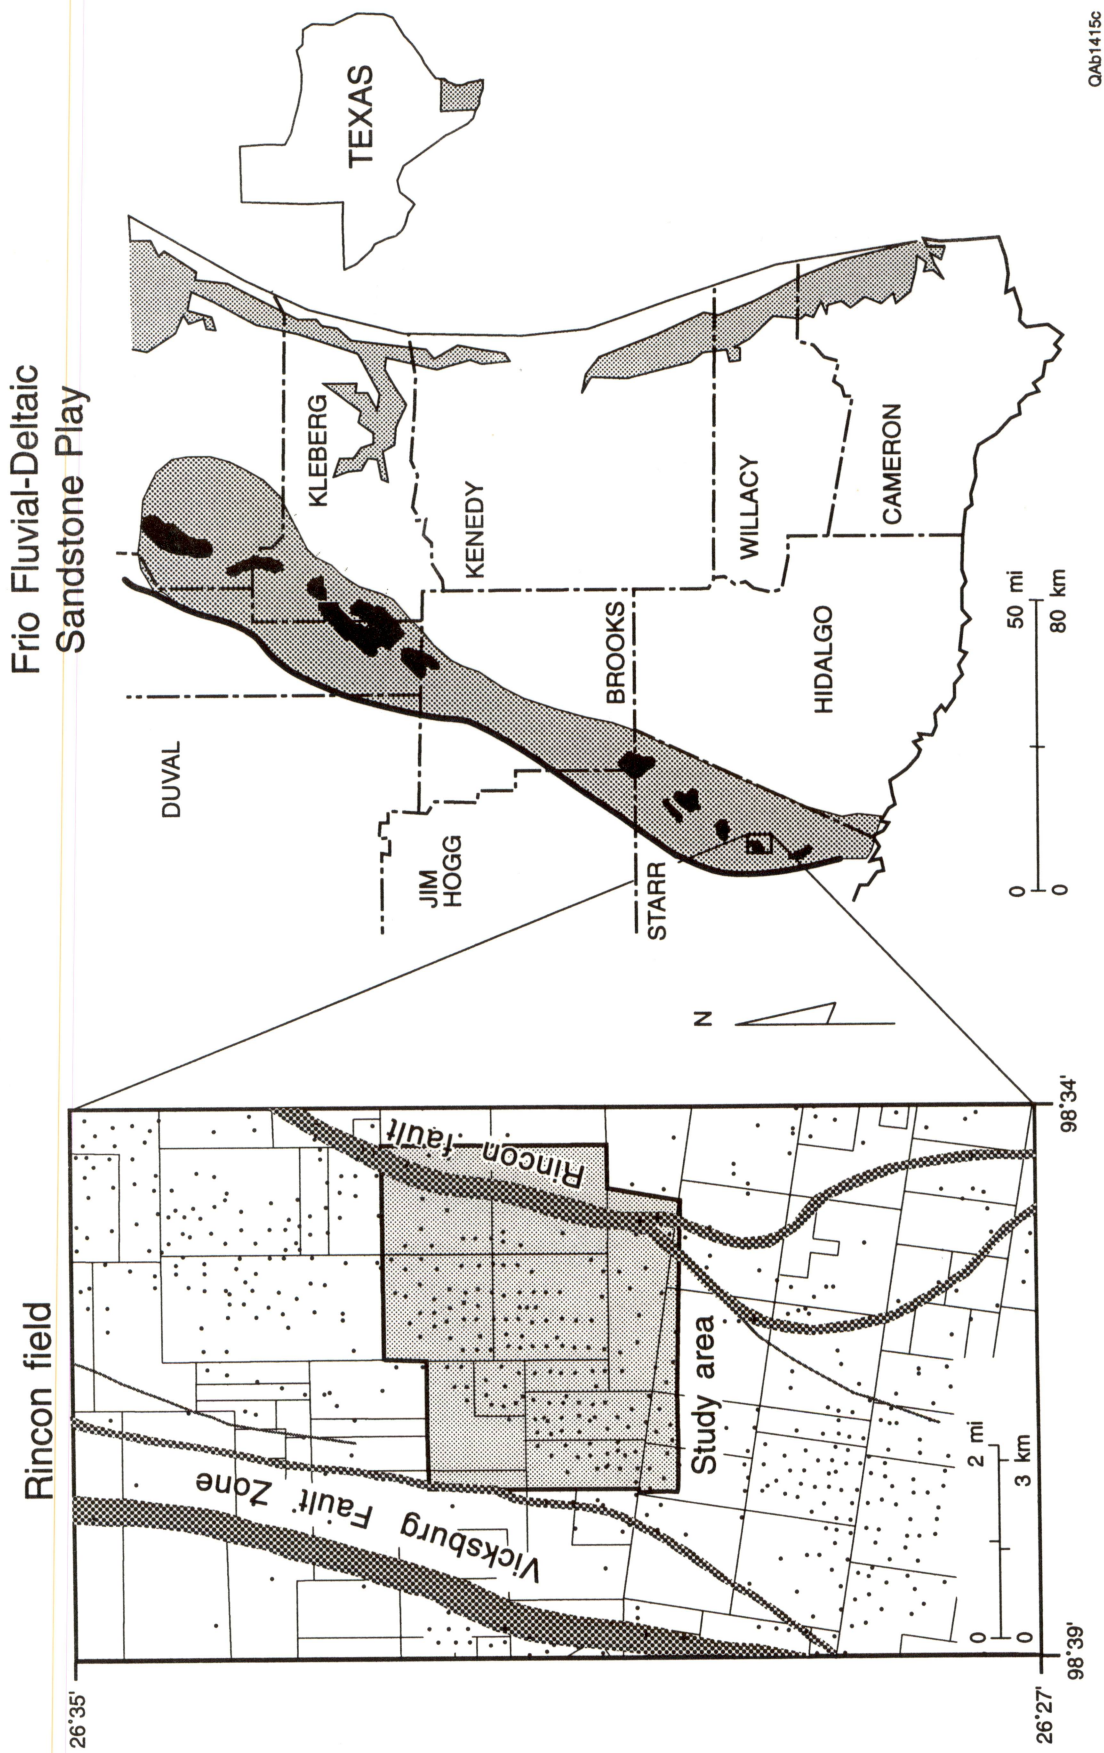 Frio Fluvial-Deltaic
Sandstone Play
Rincon field
TEXAS
DUVAL
KLEBERG
JIM
HOGG
KENEDY
BROOKS
STARR
WILLACY
HIDALGO
CAMERON
0 50 mi
0 80 km
N
26°35'
Vicksburg Fault Zone
Rincon fault
Study area
0 2 mi
0 3 km
26°27'
98°39'
98°34'
QAb1415c